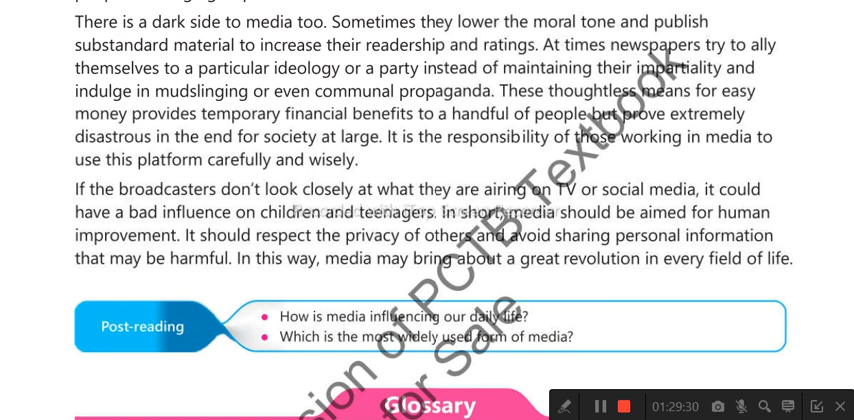 There is a dark side to media too. Sometimes they lower the moral tone and publish
substandard material to increase their readership and ratings. At times newspapers try to ally
themselves to a particular ideology or a party instead of maintaining their impartiality and
indulge in mudslinging or even communal propaganda. These thoughtless means for easy
money provides temporary financial benefits to a handful of people but prove extremely
disastrous in the end for society at large. It is the responsibility of those working in media to
use this platform carefully and wisely.
If the broadcasters don't look closely at what they are airing on TV or social media, it could
have a bad influence on children and teenagers. In short, media should be aimed for human
improvement. It should respect the privacy of others and avoid sharing personal information
that may be harmful. In this way, media may bring about a great revolution in every field of life.
Post-reading
• How is media influencing our daily life?
• Which is the most widely used form of media?
Glossary
sion of PCTB Textbook
for Sale
01:29:30